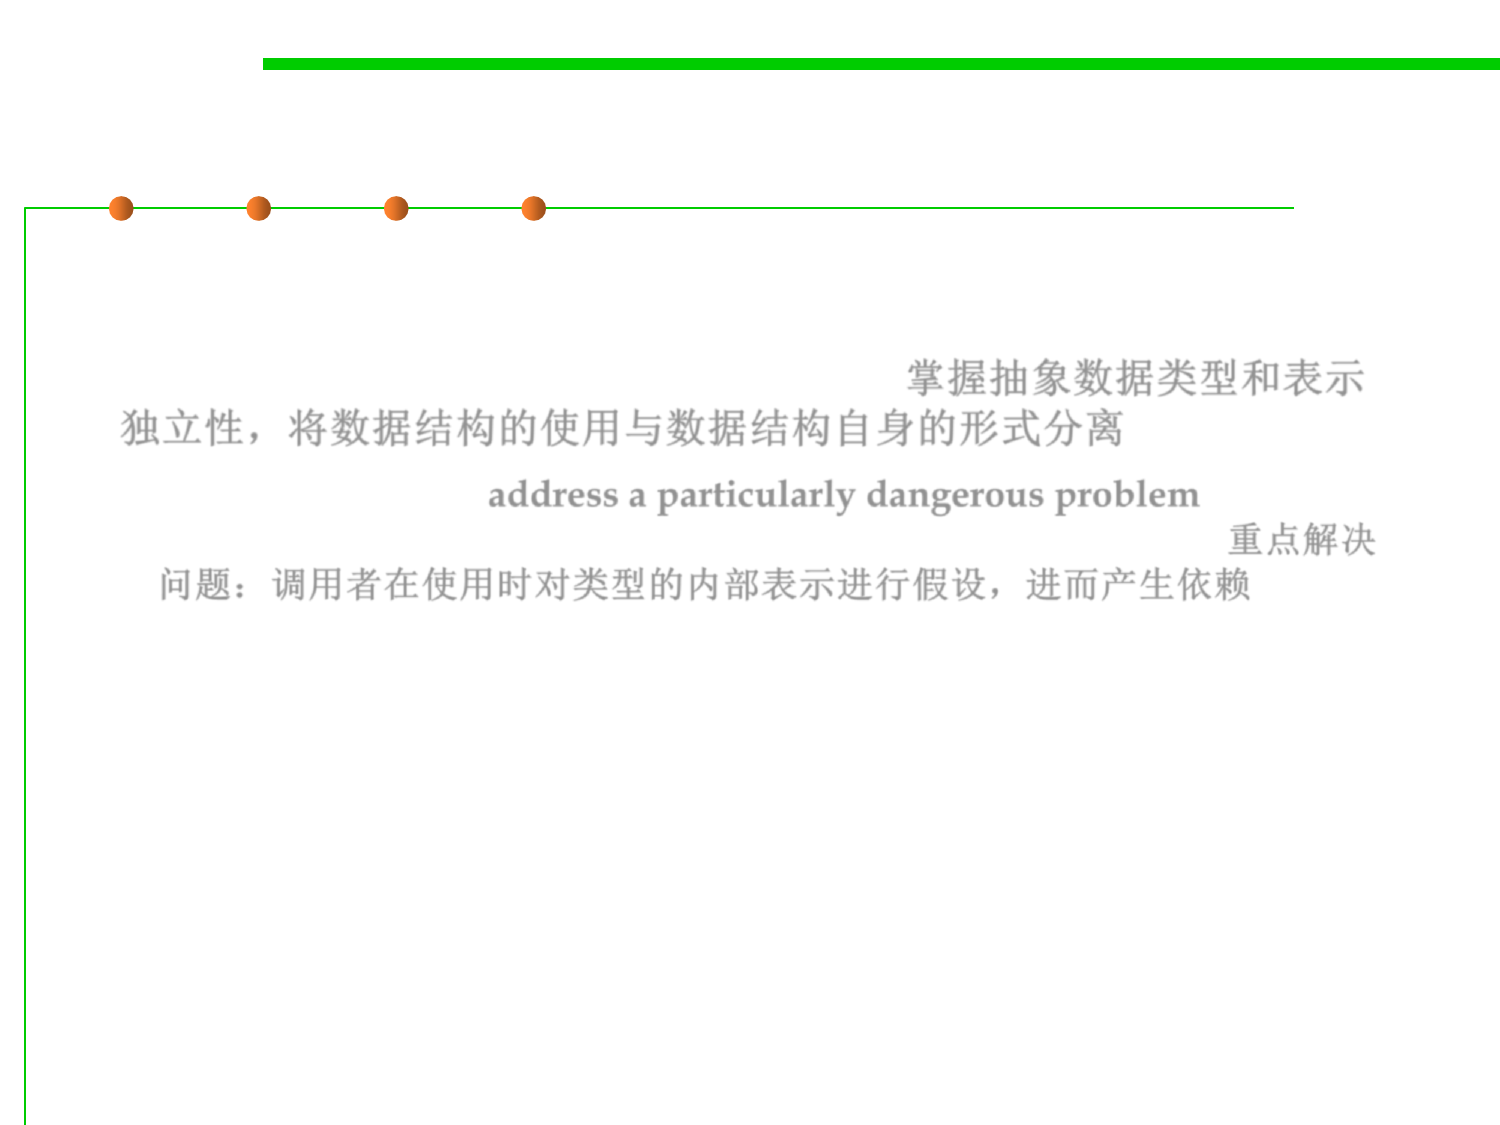 掌握抽象数据类型和表示
独立性，将数据结构的使用与数据结构自身的形式分离
address a particularly dangerous problem
重点解决
问题：调用者在使用时对类型的内部表示进行假设，进而产生依赖